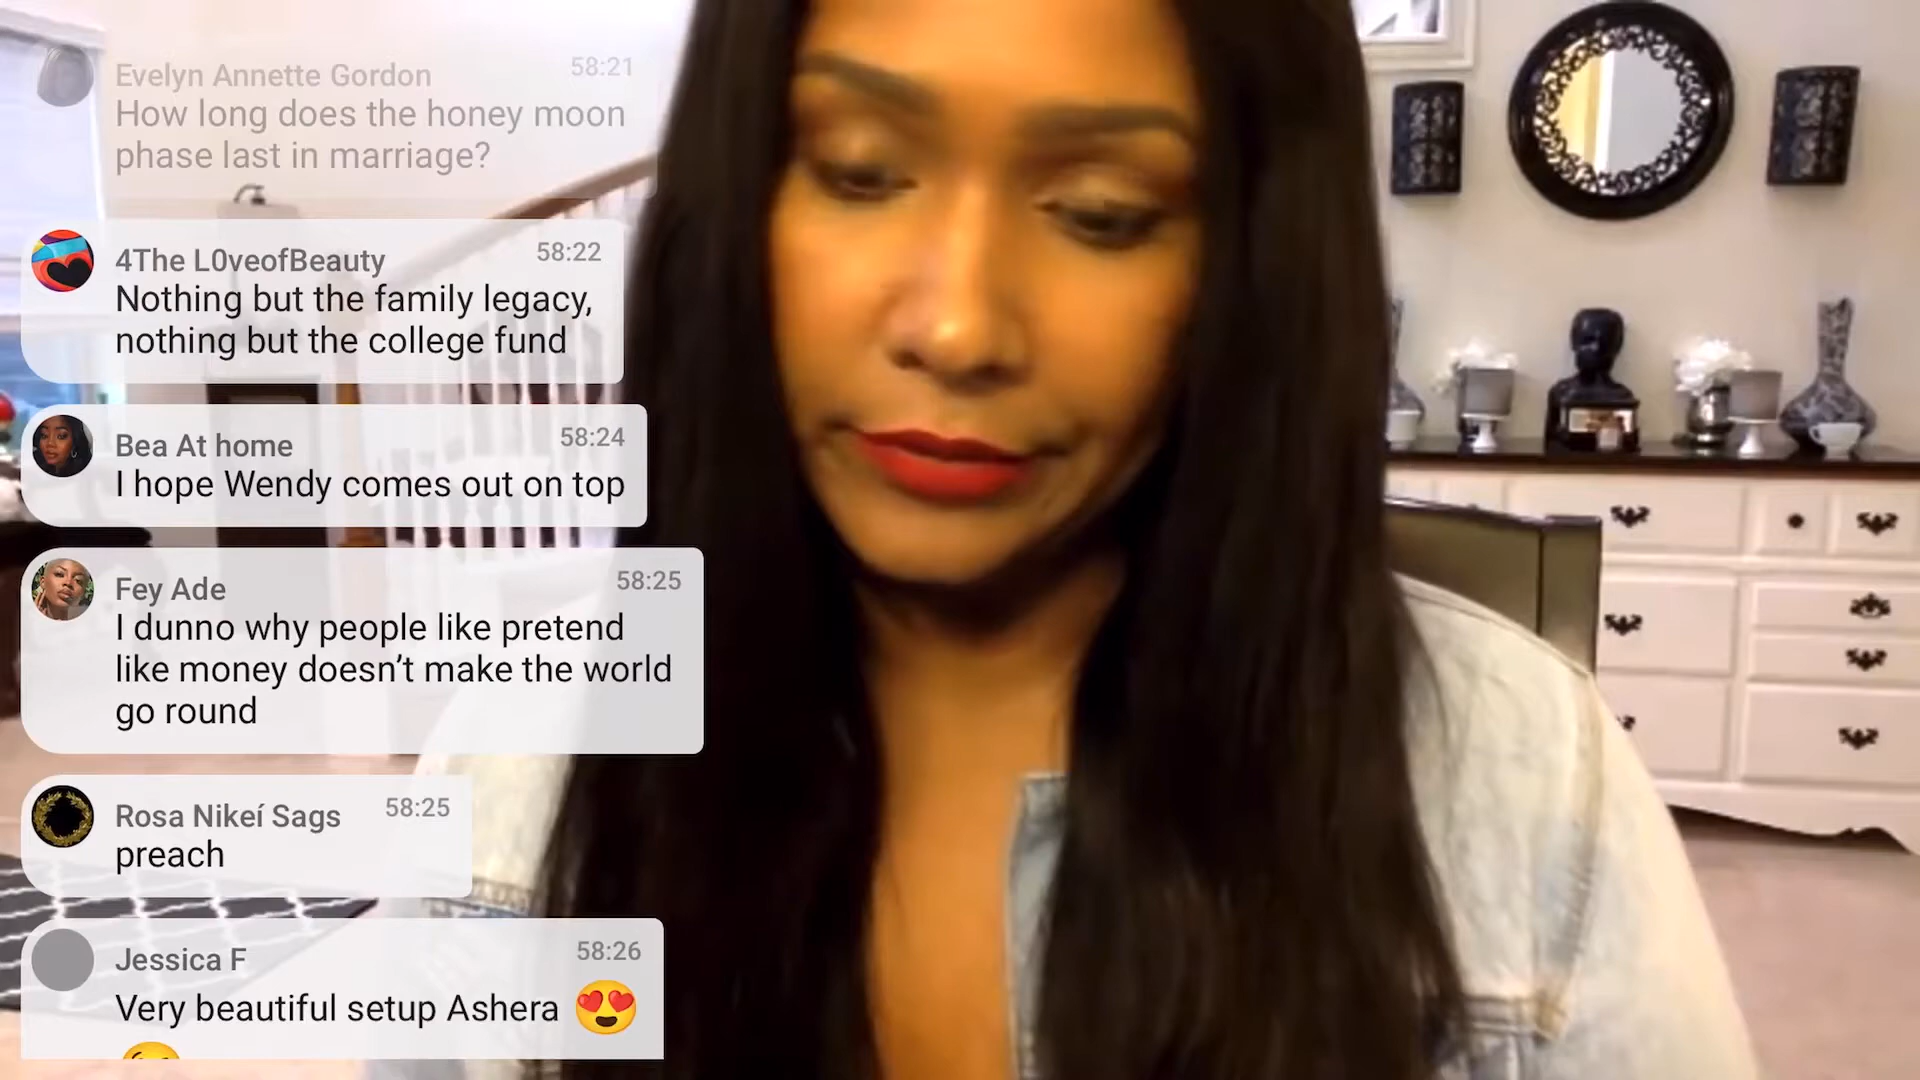 Evelyn Annette Gordon 58:21
How long does the honey moon
phase last in marriage?
4The L0veofBeauty 58:22
Nothing but the family legacy,
nothing but the college fund
Bea At home 58:24
I hope Wendy comes out on top
Fey Ade 58:25
I dunno why people like pretend
like money doesn’t make the world
go round
Rosa Nikeí Sags 58:25
preach
Jessica F 58:26
Very beautiful setup Ashera 😍